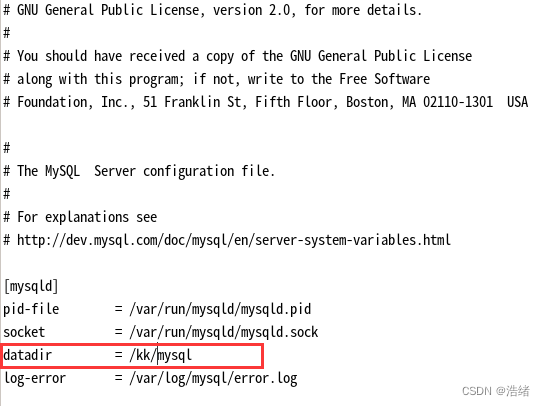 # GNU General Public License, version 2.0, for more details.
#
# You should have received a copy of the GNU General Public License
# along with this program; if not, write to the Free Software
# Foundation, Inc., 51 Franklin St, Fifth Floor, Boston, MA 02110-1301  USA

#
# The MySQL  Server configuration file.
#
# For explanations see
# http://dev.mysql.com/doc/mysql/en/server-system-variables.html

[mysqld]
pid-file        = /var/run/mysqld/mysqld.pid
socket          = /var/run/mysqld/mysqld.sock
datadir         = /kk/mysql
log-error       = /var/log/mysql/error.log
CSDN @浩绪